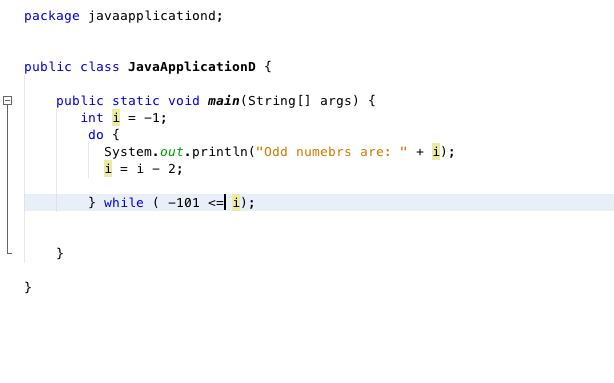 package javaapplicationd;
public class JavaApplicationD {
public static void main(String[] args) {
int i = -1;
do {
System.out.println("Odd numebrs are: " + i);
i = i - 2;
} while ( -101 <= i);
}
}